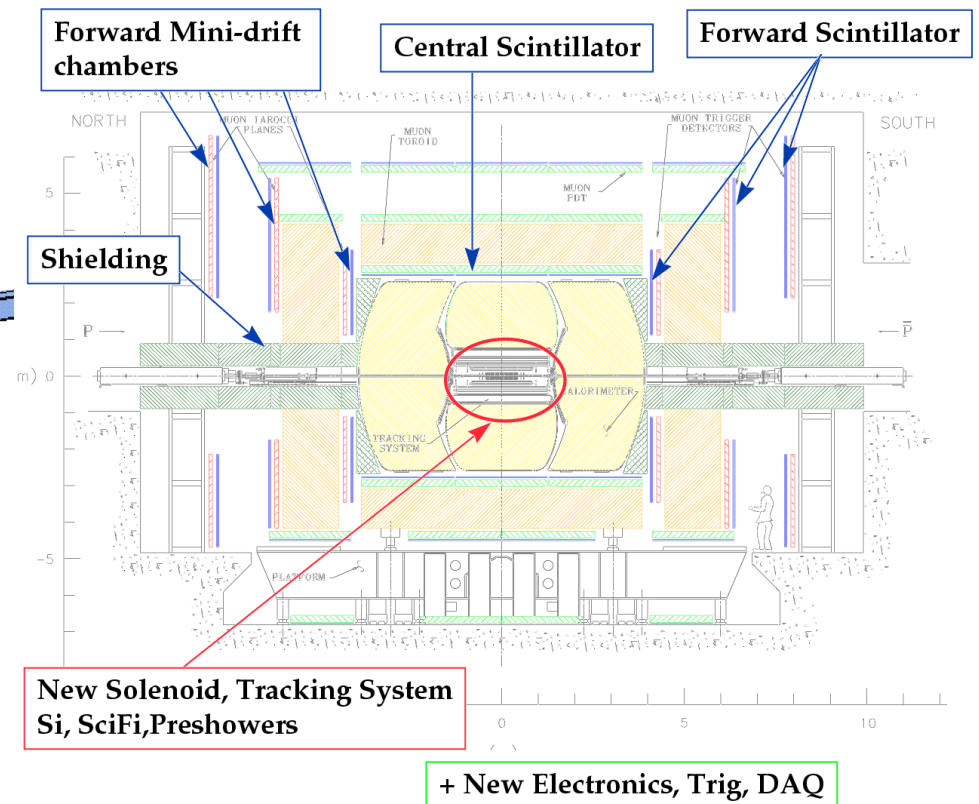 Forward Mini-drift
chambers
Central Scintillator
Forward Scintillator
NORTH
MUON IAROCCI
PLANES
MUON
TOROID
MUON TRIGGER
DETECTORS
SOUTH
MUON
PDT
5
Shielding
P
P̅
m) 0
ALORIMETER
TRACKING
SYSTEM
-5
PLATFORM
New Solenoid, Tracking System
Si, SciFi,Preshowers
0
5
10
+ New Electronics, Trig, DAQ